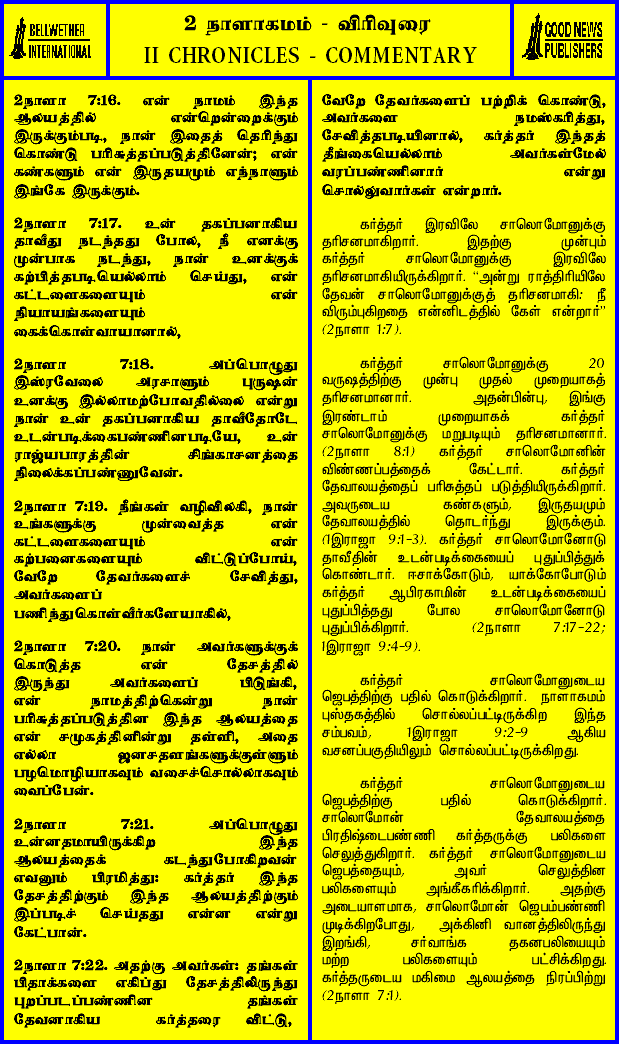 BELLWETHER
INTERNATIONAL
2 நாளாகமம் - விரிவுரை
II CHRONICLES - COMMENTARY
GOOD NEWS
PUBLISHERS
2நாளா 7:16. என் நாமம் இந்த
ஆலயத்தில் என்றென்றைக்கும்
இருக்கும்படி, நான் இதைத் தெரிந்து
கொண்டு பரிசுத்தப்படுத்தினேன்; என்
கண்களும் என் இருதயமும் எந்நாளும்
இங்கே இருக்கும்.
2நாளா 7:17. உன் தகப்பனாகிய
தாவீது நடந்தது போல, நீ எனக்கு
முன்பாக நடந்து, நான் உனக்குக்
கற்பித்தபடியெல்லாம் செய்து, என்
கட்டளைகளையும் என்
நியாயங்களையும்
கைக்கொள்வாயானால்,
2நாளா 7:18. அப்பொழுது
இஸ்ரவேலை அரசாளும் புருஷன்
உனக்கு இல்லாமற்போவதில்லை என்று
நான் உன் தகப்பனாகிய தாவீதோடே
உடன்படிக்கைபண்ணினபடியே, உன்
ராஜ்யபாரத்தின் சிங்காசனத்தை
நிலைக்கப்பண்ணுவேன்.
2நாளா 7:19. நீங்கள் வழிவிலகி, நான்
உங்களுக்கு முன்வைத்த என்
கட்டளைகளையும் என்
கற்பனைகளையும் விட்டுப்போய்,
வேறே தேவர்களைச் சேவித்து,
அவர்களைப்
பணிந்துகொள்வீர்களேயாகில்,
2நாளா 7:20. நான் அவர்களுக்குக்
கொடுத்த என் தேசத்தில்
இருந்து அவர்களைப் பிடுங்கி,
என் நாமத்திற்கென்று நான்
பரிசுத்தப்படுத்தின இந்த ஆலயத்தை
என் சமுகத்தினின்று தள்ளி, அதை
எல்லா ஜனசதளங்களுக்குள்ளும்
பழமொழியாகவும் வசைச்சொல்லாகவும்
வைப்பேன்.
2நாளா 7:21. அப்பொழுது
உன்னதமாயிருக்கிற இந்த
ஆலயத்தைக் கடந்துபோகிறவன்
எவனும் பிரமித்து: கர்த்தர் இந்த
தேசத்திற்கும் இந்த ஆலயத்திற்கும்
இப்படிச் செய்தது என்ன என்று
கேட்பான்.
2நாளா 7:22. அதற்கு அவர்கள்: தங்கள்
பிதாக்களை எகிப்து தேசத்திலிருந்து
புறப்படப்பண்ணின தங்கள்
தேவனாகிய கர்த்தரை விட்டு,
வேறே தேவர்களைப் பற்றிக் கொண்டு,
அவர்களை நமஸ்கரித்து,
சேவித்தபடியினால், கர்த்தர் இந்தத்
தீங்கையெல்லாம் அவர்கள்மேல்
வரப்பண்ணினார் என்று
சொல்லுவார்கள் என்றார்.
கர்த்தர் இரவிலே சாலொமோனுக்கு
தரிசனமாகிறார். இதற்கு முன்பும்
கர்த்தர் சாலொமோனுக்கு இரவிலே
தரிசனமாகியிருக்கிறார். “அன்று ராத்திரியிலே
தேவன் சாலொமோனுக்குத் தரிசனமாகி: நீ
விரும்புகிறதை என்னிடத்தில் கேள் என்றார்”
(2நாளா 1:7).
கர்த்தர் சாலொமோனுக்கு 20
வருஷத்திற்கு முன்பு முதல் முறையாகத்
தரிசனமானார். அதன்பின்பு, இங்கு
இரண்டாம் முறையாகக் கர்த்தர்
சாலொமோனுக்கு மறுபடியும் தரிசனமானார்.
(2நாளா 8:1) கர்த்தர் சாலொமோனின்
விண்ணப்பத்தைக் கேட்டார். கர்த்தர்
தேவாலயத்தைப் பரிசுத்தப் படுத்தியிருக்கிறார்.
அவருடைய கண்களும், இருதயமும்
தேவாலயத்தில் தொடர்ந்து இருக்கும்.
(1இராஜா 9:1-3). கர்த்தர் சாலொமோனோடு
தாவீதின் உடன்படிக்கையைப் புதுப்பித்துக்
கொண்டார். ஈசாக்கோடும், யாக்கோபோடும்
கர்த்தர் ஆபிரகாமின் உடன்படிக்கையைப்
புதுப்பித்தது போல சாலொமோனோடு
புதுப்பிக்கிறார். (2நாளா 7:17-22;
1இராஜா 9:4-9).
கர்த்தர் சாலொமோனுடைய
ஜெபத்திற்கு பதில் கொடுக்கிறார். நாளாகமம்
புஸ்தகத்தில் சொல்லப்பட்டிருக்கிற இந்த
சம்பவம், 1இராஜா 9:2-9 ஆகிய
வசனப்பகுதியிலும் சொல்லப்பட்டிருக்கிறது.
கர்த்தர் சாலொமோனுடைய
ஜெபத்திற்கு பதில் கொடுக்கிறார்.
சாலொமோன் தேவாலயத்தை
பிரதிஷ்டைபண்ணி கர்த்தருக்கு பலிகளை
செலுத்துகிறார். கர்த்தர் சாலொமோனுடைய
ஜெபத்தையும், அவர் செலுத்தின
பலிகளையும் அங்கீகரிக்கிறார். அதற்கு
அடையாளமாக, சாலொமோன் ஜெபம்பண்ணி
முடிக்கிறபோது, அக்கினி வானத்திலிருந்து
இறங்கி, சர்வாங்க தகனபலியையும்
மற்ற பலிகளையும் பட்சிக்கிறது.
கர்த்தருடைய மகிமை ஆலயத்தை நிரப்பிற்று
(2நாளா 7:1).